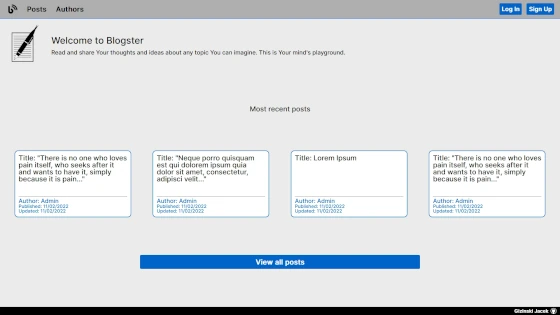 Posts Authors Log In Sign Up
Welcome to Blogster
Read and share Your thoughts and ideas about any topic You can imagine. This is Your mind's playground.
Most recent posts
Title: "There is no one who loves
pain itself, who seeks after it
and wants to have it, simply
because it is pain..."
Author: Admin
Published: 11/02/2022
Updated: 11/02/2022
Title: "Neque porro quisquam
est qui dolorem ipsum quia
dolor sit amet, consectetur,
adipisci velit..."
Author: Admin
Published: 11/02/2022
Updated: 11/02/2022
Title: Lorem Ipsum
Author: Admin
Published: 11/02/2022
Updated: 11/02/2022
Title: "There is no one who loves
pain itself, who seeks after it
and wants to have it, simply
because it is pain..."
Author: Admin
Published: 11/02/2022
Updated: 11/02/2022
View all posts
Gizinski Jacek